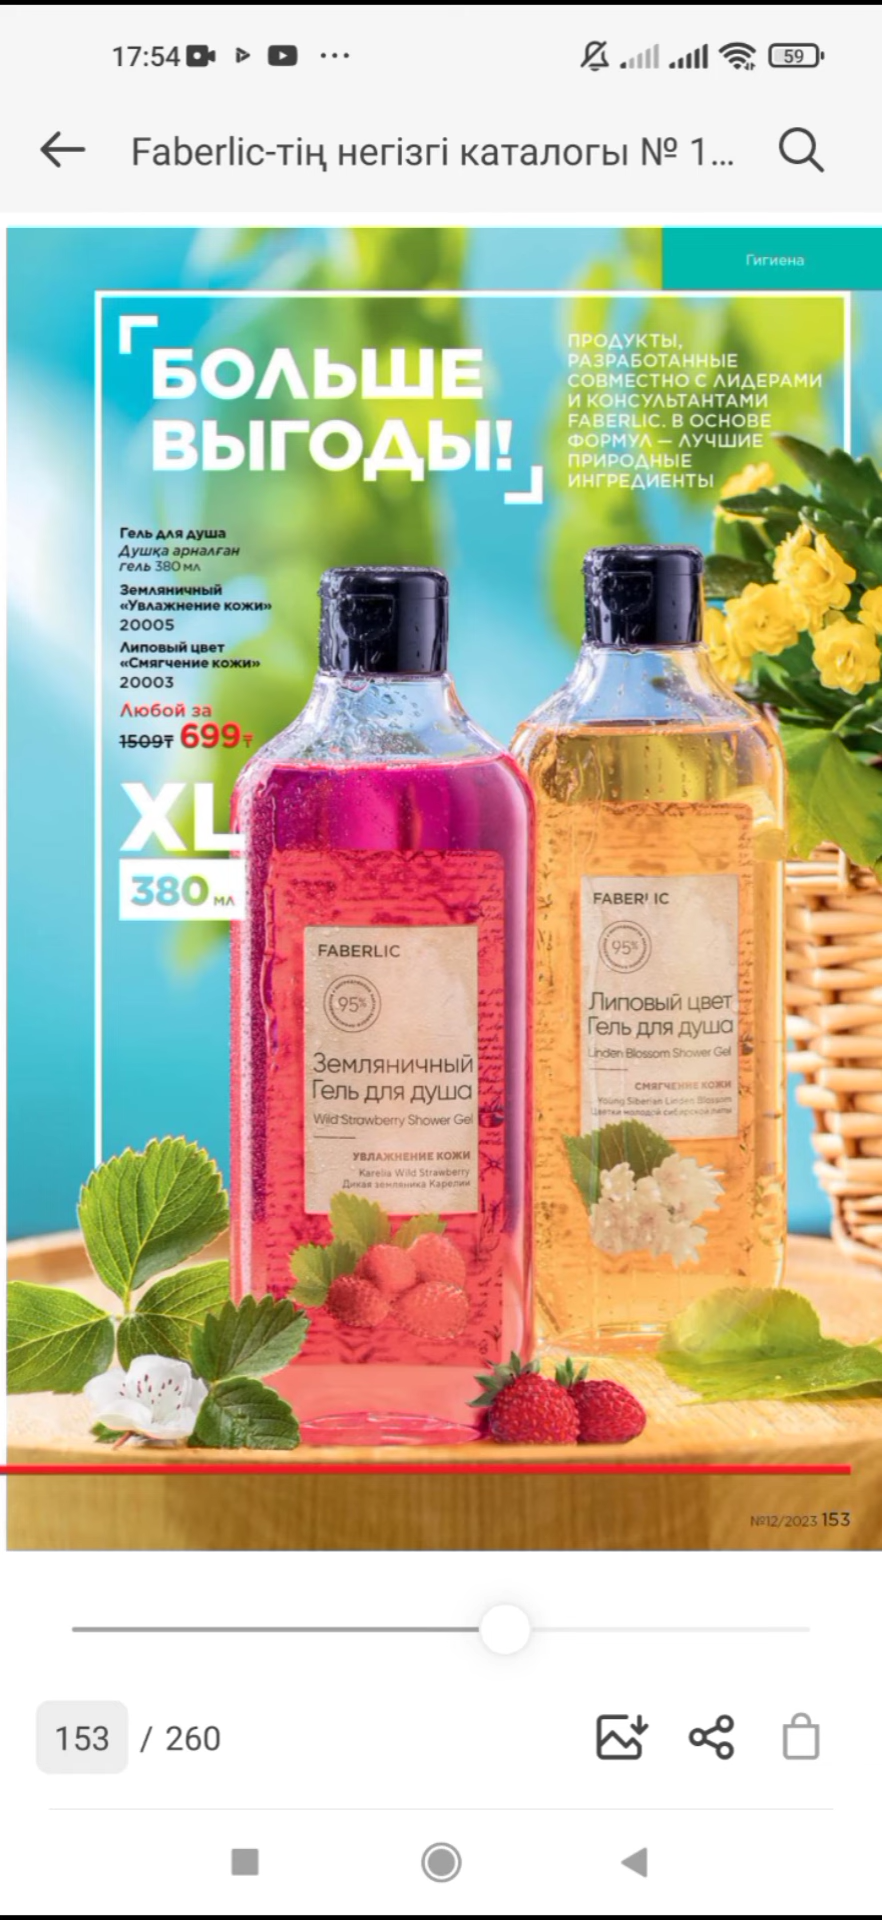 17:54
59
Faberlic-тің негізгі каталогы № 1...
Гигиена
БОЛЬШЕ
ВЫГОДЫ!
ПРОДУКТЫ,
РАЗРАБОТАННЫЕ
СОВМЕСТНО С ЛИДЕРАМИ
И КОНСУЛЬТАНТАМИ
FABERLIC. В ОСНОВЕ
ФОРМУЛ — ЛУЧШИЕ
ПРИРОДНЫЕ
ИНГРЕДИЕНТЫ
Гель для душа
Душқа арналған
гель 380 мл
Земляничный
«Увлажнение кожи»
20005
Липовый цвет
«Смягчение кожи»
20003
Любой за
1509₸ 699₸
XL
380 мл
FABERLIC
95%
Земляничный
Гель для душа
Wild Strawberry Shower Gel
УВЛАЖНЕНИЕ КОЖИ
Karelia Wild Strawberry
Дикая земляника Карелии
FABERLIC
95%
Липовый цвет
Гель для душа
Linden Blossom Shower Gel
СМЯГЧЕНИЕ КОЖИ
Young Siberian Linden Blossom
Цветки молодой сибирской липы
№12/2023 153
153 / 260